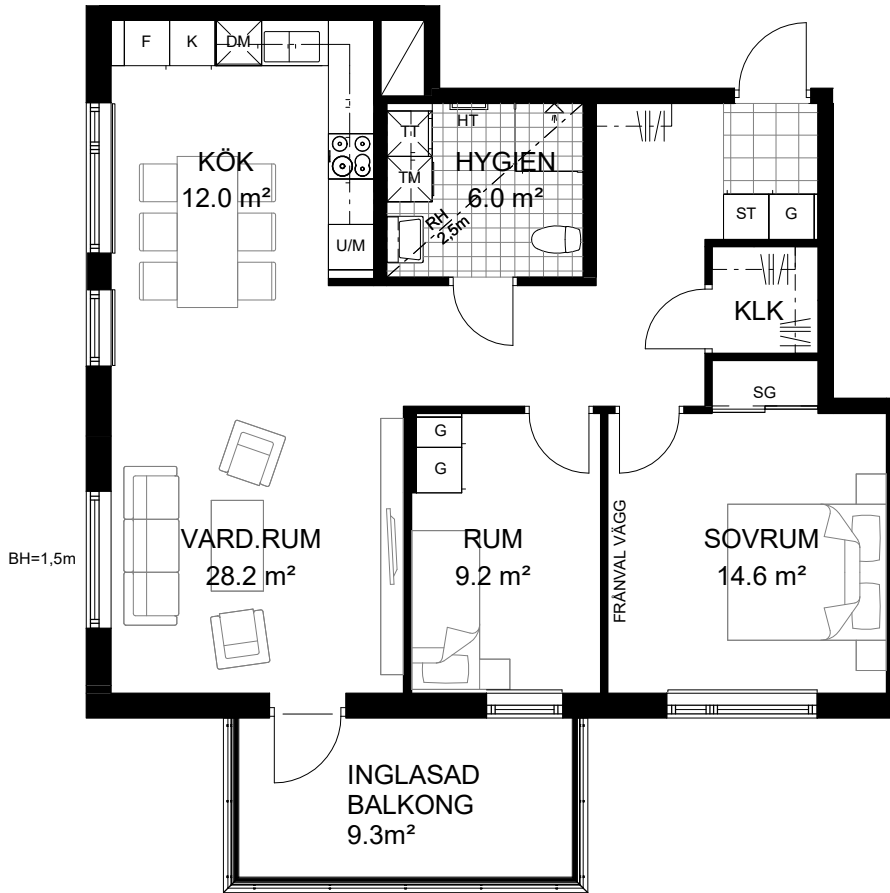 F
K
DM
TT
HT
KÖK
12.0 m²
HYGIEN
6.0 m²
TM
RH
2,5m
U/M
ST
G
KLK
SG
G
G
BH=1,5m
VARD.RUM
28.2 m²
RUM
9.2 m²
FRÅNVAL VÄGG
SOVRUM
14.6 m²
INGLASAD
BALKONG
9.3m²